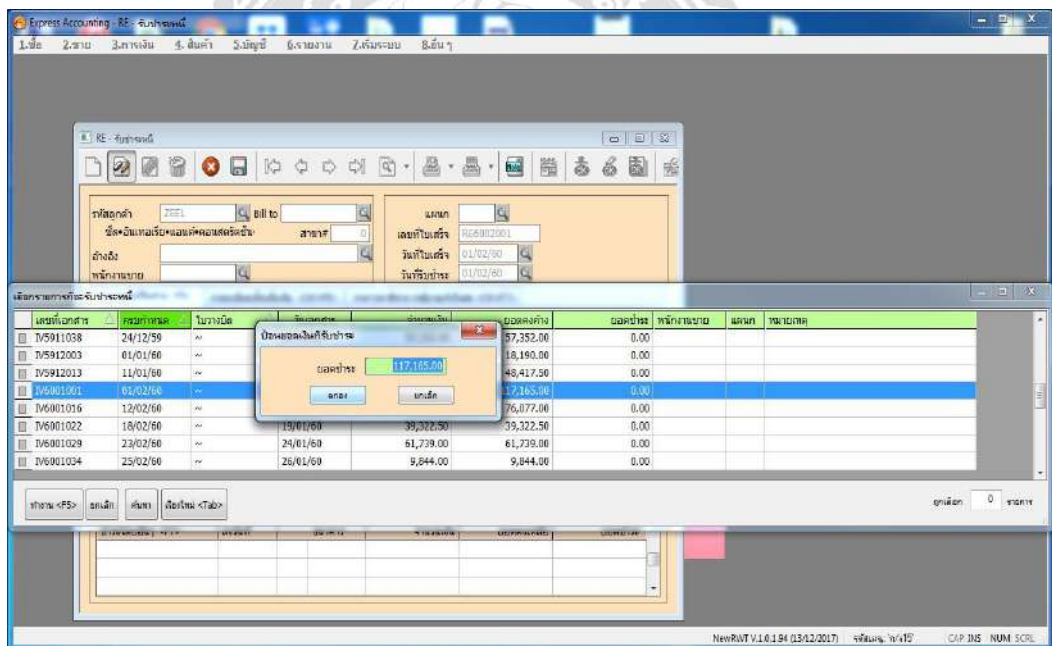 Express Accounting - RE - รับชำระหนี้
1.ซื้อ 2.ขาย 3.การเงิน 4. สินค้า 5.บัญชี 6.รายงาน 7.เริ่มระบบ 8.อื่น ๆ
RE - รับชำระหนี้
รหัสลูกค้า Bill to แผนก
สาขา# 0 เลขที่ใบเสร็จ RE6002001
อ้างอิง วันที่ใบเสร็จ 01/02/60
พนักงานขาย วันที่รับชำระ 01/02/60
เลือกรายการที่จะรับชำระหนี้
เลขที่เอกสาร ครบกำหนด ใบวางบิล วันเอกสาร จำนวนเงิน ยอดคงค้าง ยอดชำระ พนักงานขาย แผนก หมายเหตุ
IV5911038 24/12/59 ~ 57,352.00 0.00
IV5912003 01/01/60 ~ 18,190.00 0.00
IV5912013 11/01/60 ~ 48,417.50 0.00
IV6001001 01/02/60 ~ 117,165.00 0.00
IV6001016 12/02/60 ~ 76,077.00 0.00
IV6001022 18/02/60 ~ 19/01/60 39,322.50 39,322.50 0.00
IV6001029 23/02/60 ~ 24/01/60 61,739.00 61,739.00 0.00
IV6001034 25/02/60 ~ 26/01/60 9,844.00 9,844.00 0.00
ป้อนยอดเงินที่รับชำระ
ยอดชำระ 117,165.00
ตกลง ยกเลิก
ทำงาน <F5> ยกเลิก ค้นหา เรียงใหม่ <Tab> ถูกเลือก 0 รายการ
NewRWT V.1.0.1.94 (13/12/2017) CAP INS NUM SCRL